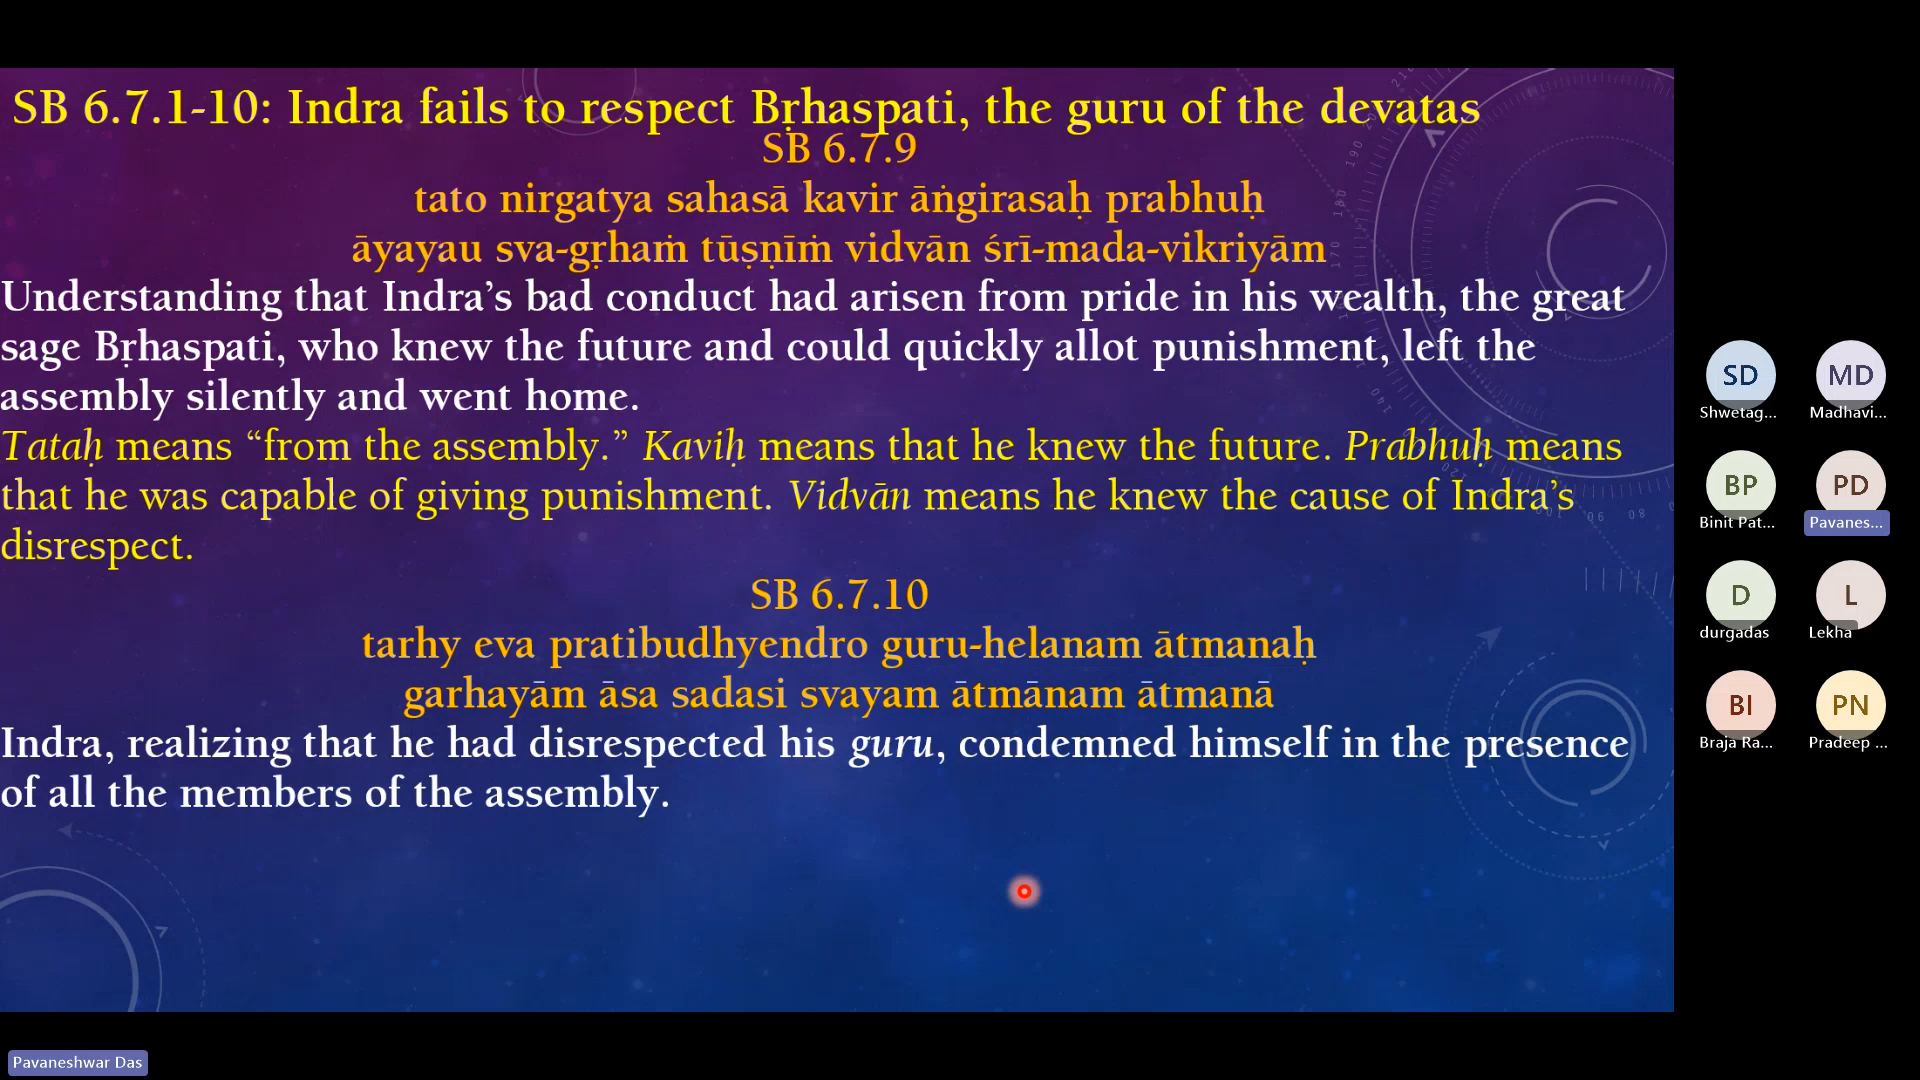 SB 6.7.1-10: Indra fails to respect Bṛhaspati, the guru of the devatas
SB 6.7.9
tato nirgatya sahasā kavir āṅgirasaḥ prabhuḥ
āyayau sva-gṛhaṁ tūṣṇīṁ vidvān śrī-mada-vikriyām
Understanding that Indra’s bad conduct had arisen from pride in his wealth, the great
sage Bṛhaspati, who knew the future and could quickly allot punishment, left the
assembly silently and went home.
Tataḥ means “from the assembly.” Kaviḥ means that he knew the future. Prabhuḥ means
that he was capable of giving punishment. Vidvān means he knew the cause of Indra’s
disrespect.
SB 6.7.10
tarhy eva pratibudhyendro guru-helanam ātmanaḥ
garhayām āsa sadasi svayam ātmānam ātmanā
Indra, realizing that he had disrespected his guru, condemned himself in the presence
of all the members of the assembly.
SD
Shwetag...
MD
Madhavi...
BP
Binit Pat...
PD
Pavanes...
D
durgadas
L
Lekha
BI
Braja Ra...
PN
Pradeep ...
Pavaneshwar Das